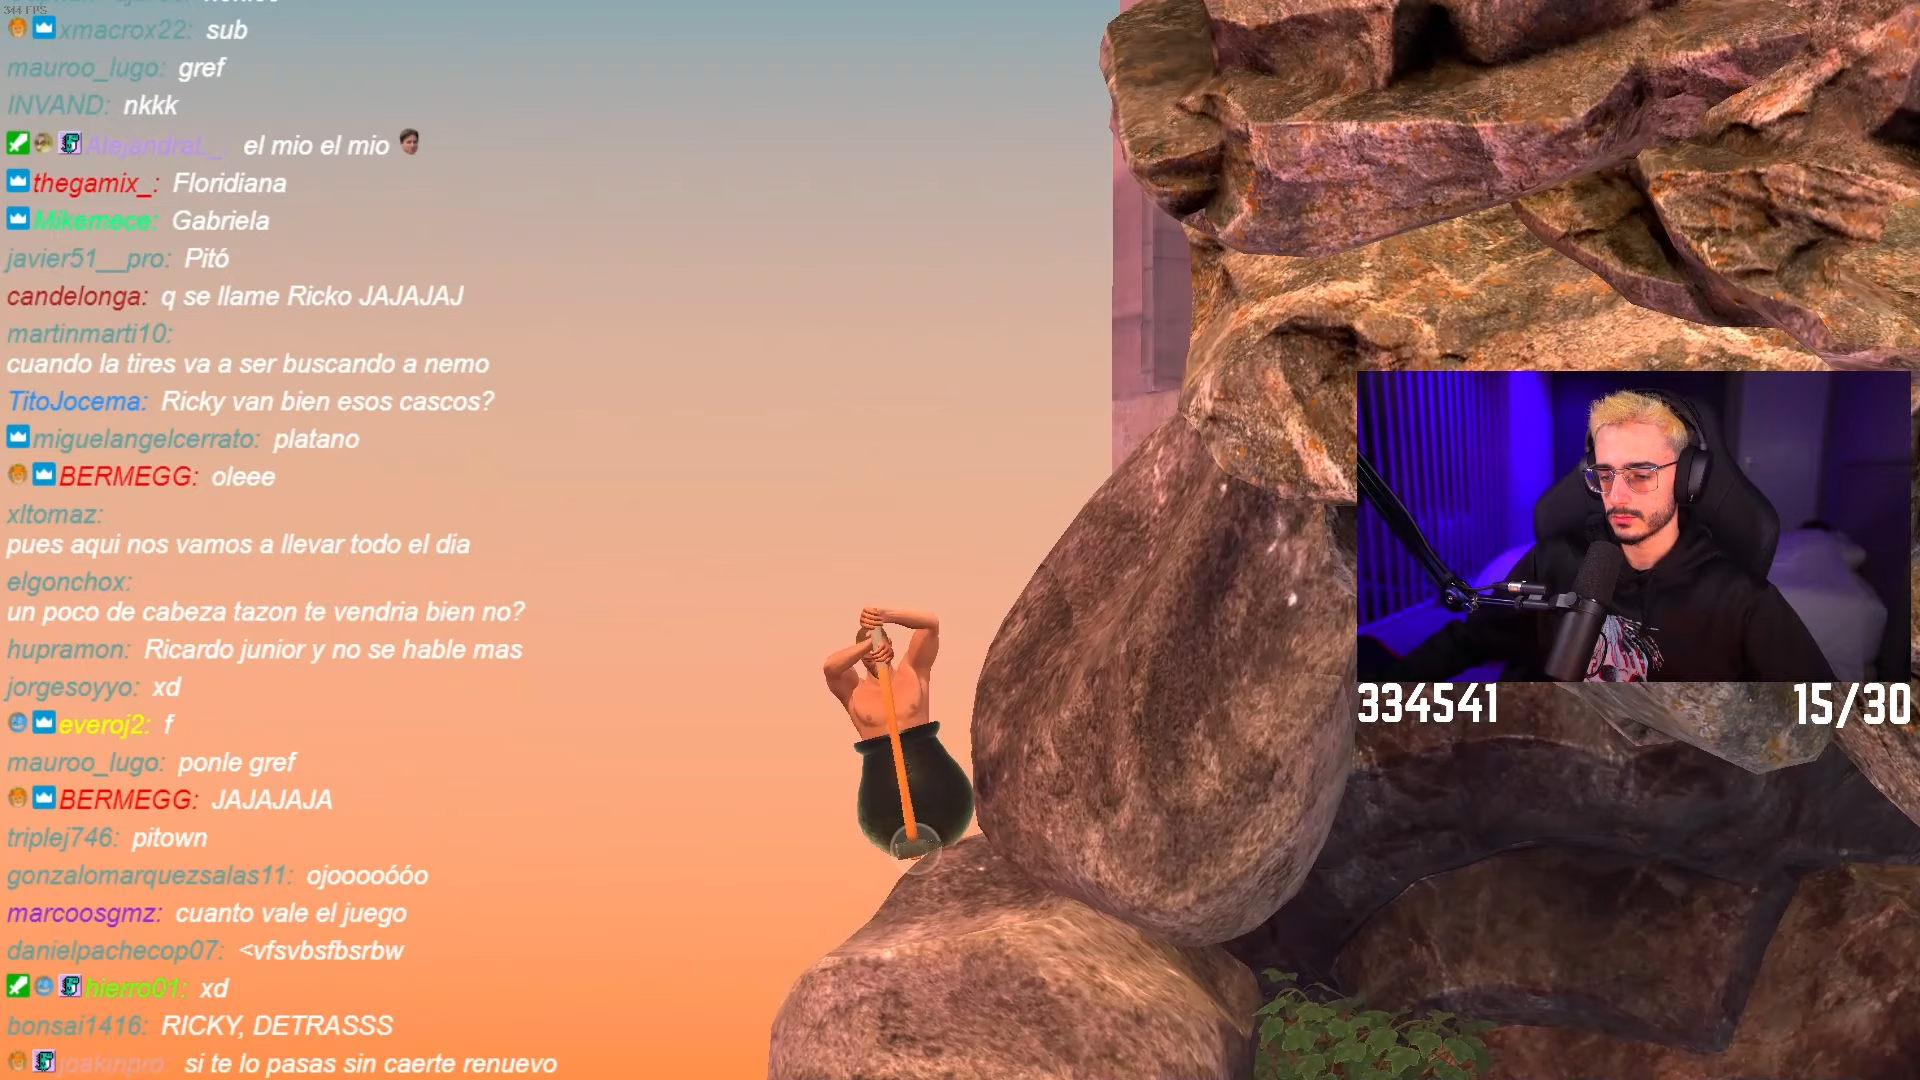 344 FPS
xmacrox22: sub
mauroo_lugo: gref
INVAND: nkkk
AlejandraL_: el mio el mio
thegamix_: Floridiana
Mikemece: Gabriela
javier51__pro: Pitó
candelonga: q se llame Ricko JAJAJAJ
martinmarti10:
cuando la tires va a ser buscando a nemo
TitoJocema: Ricky van bien esos cascos?
miguelangelcerrato: platano
BERMEGG: oleee
xltomaz:
pues aqui nos vamos a llevar todo el dia
elgonchox:
un poco de cabeza tazon te vendria bien no?
hupramon: Ricardo junior y no se hable mas
jorgesoyyo: xd
everoj2: f
mauroo_lugo: ponle gref
BERMEGG: JAJAJAJA
triplej746: pitown
gonzalomarquezsalas11: ojooooóóo
marcoosgmz: cuanto vale el juego
danielpachecop07: <vfsvbsfbsrbw
hierro01: xd
bonsai1416: RICKY, DETRASSS
joakinpro: si te lo pasas sin caerte renuevo
334541
15/30